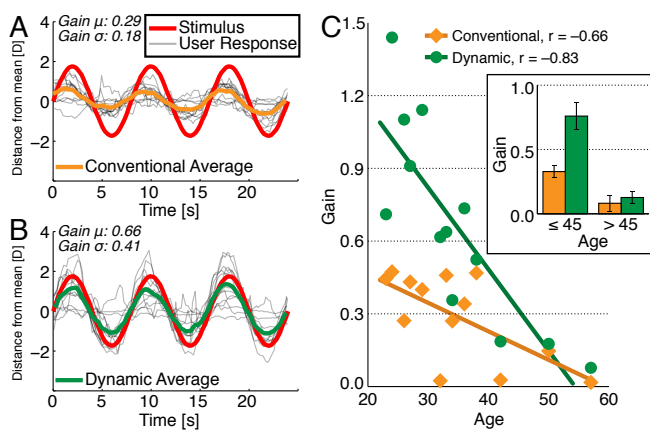 A
Gain μ: 0.29
Gain σ: 0.18
Stimulus
User Response
Distance from mean [D]
4
2
0
−2
Conventional Average
0 5 10 15 20
Time [s]
B
Gain μ: 0.66
Gain σ: 0.41
Distance from mean [D]
4
2
0
−2
Dynamic Average
0 5 10 15 20
Time [s]
C
Conventional, r = −0.66
Dynamic, r = −0.83
Gain
1.5
1.2
0.9
0.6
0.3
0.0
20 30 40 50 60
Age
Gain
1.0
0.5
0.0
≤ 45 > 45
Age